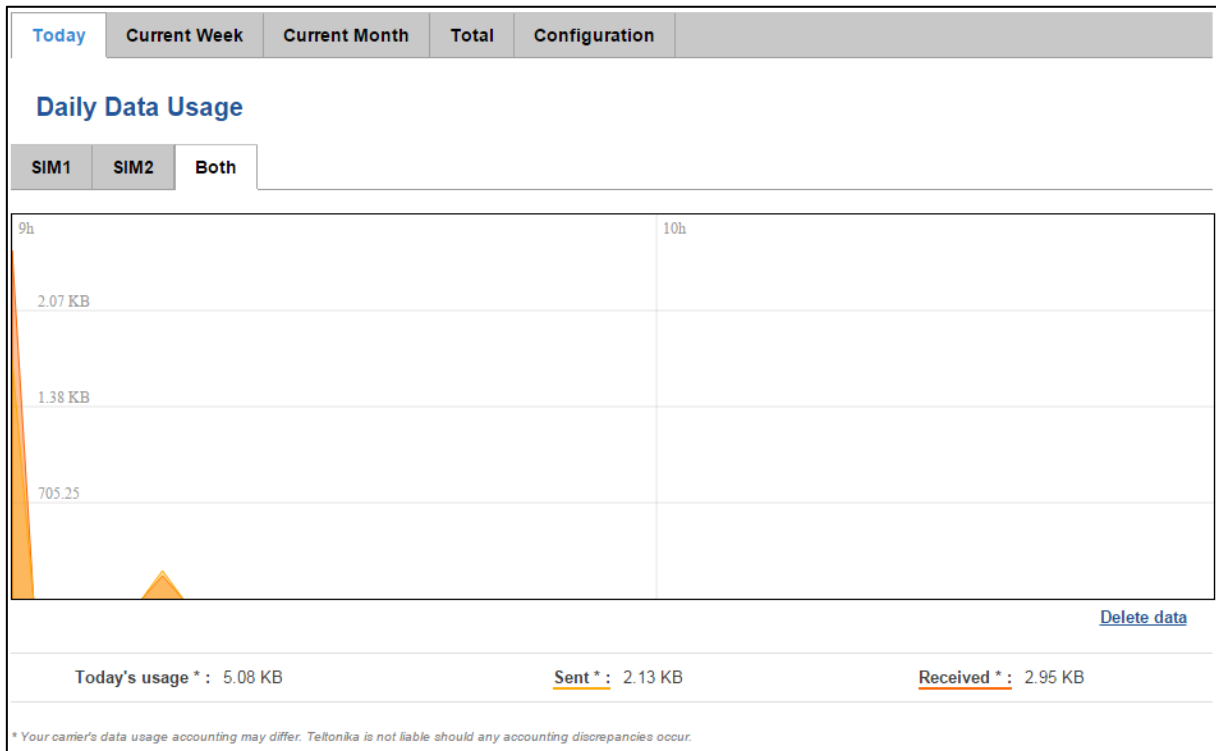 Today Current Week Current Month Total Configuration
Daily Data Usage
SIM1 SIM2 Both
9h 10h
2.07 KB
1.38 KB
705.25
Delete data
Today's usage * : 5.08 KB Sent * : 2.13 KB Received * : 2.95 KB
* Your carrier's data usage accounting may differ. Teltonika is not liable should any accounting discrepancies occur.